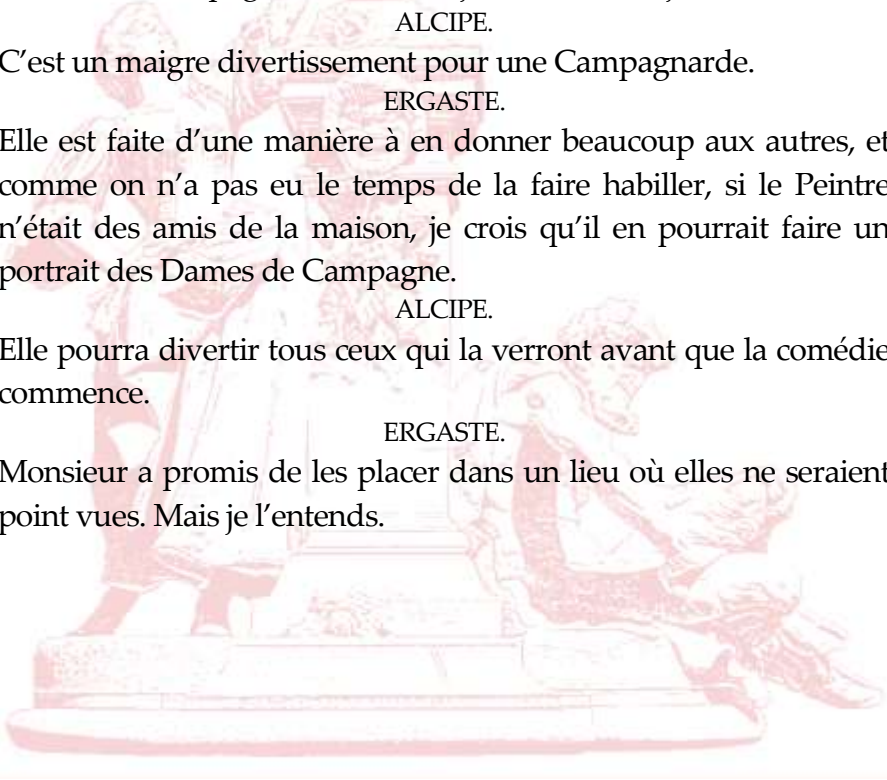 ALCIPE.
C’est un maigre divertissement pour une Campagnarde.
ERGASTE.
Elle est faite d’une manière à en donner beaucoup aux autres, et
comme on n’a pas eu le temps de la faire habiller, si le Peintre
n’était des amis de la maison, je crois qu’il en pourrait faire un
portrait des Dames de Campagne.
ALCIPE.
Elle pourra divertir tous ceux qui la verront avant que la comédie
commence.
ERGASTE.
Monsieur a promis de les placer dans un lieu où elles ne seraient
point vues. Mais je l’entends.